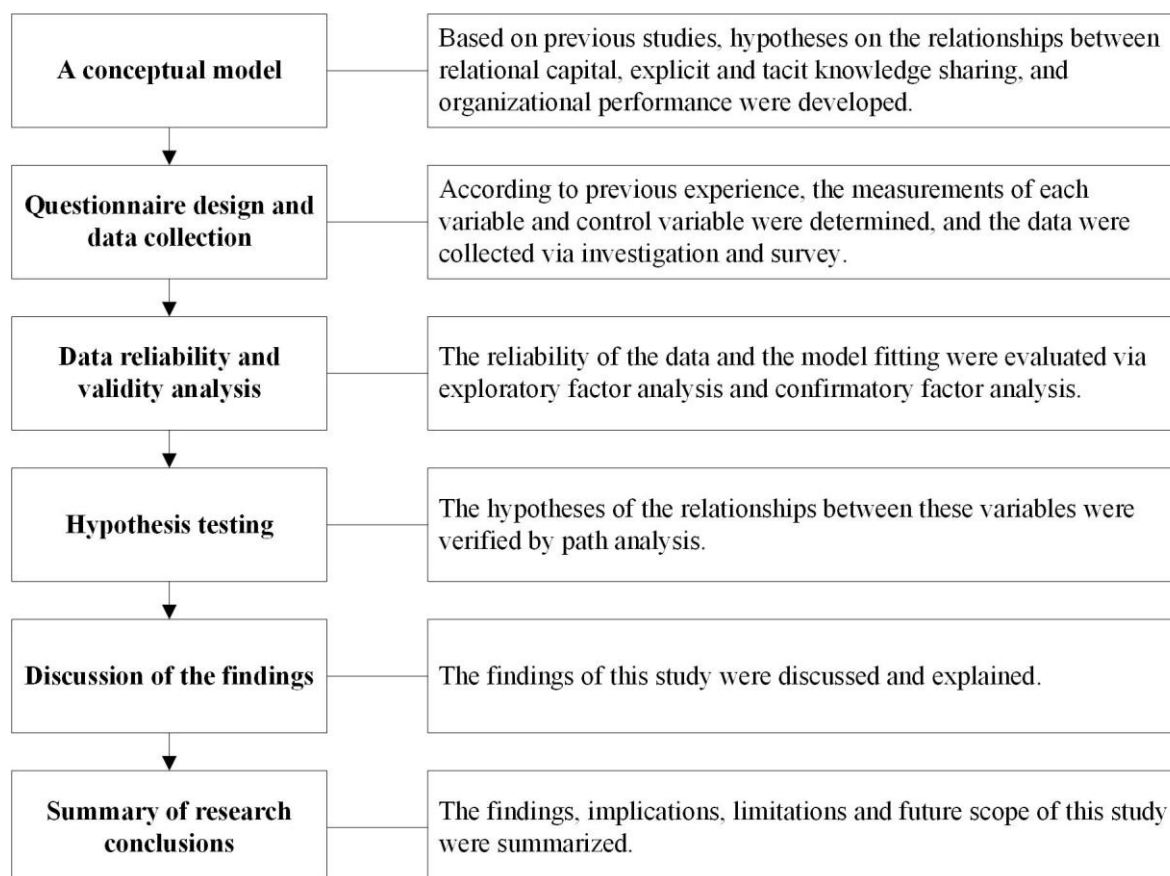 A conceptual model
Based on previous studies, hypotheses on the relationships between
relational capital, explicit and tacit knowledge sharing, and
organizational performance were developed.
Questionnaire design and
data collection
According to previous experience, the measurements of each
variable and control variable were determined, and the data were
collected via investigation and survey.
Data reliability and
validity analysis
The reliability of the data and the model fitting were evaluated via
exploratory factor analysis and confirmatory factor analysis.
Hypothesis testing
The hypotheses of the relationships between these variables were
verified by path analysis.
Discussion of the findings
The findings of this study were discussed and explained.
Summary of research
conclusions
The findings, implications, limitations and future scope of this study
were summarized.